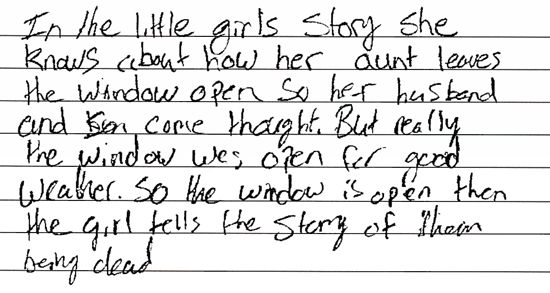 In the little girls Story She
knows about how her aunt leaves
the window open So her husband
and son come thought. But really
the window wes open for good
weather. So the window is open then
the girl tells the Story of them
being dead